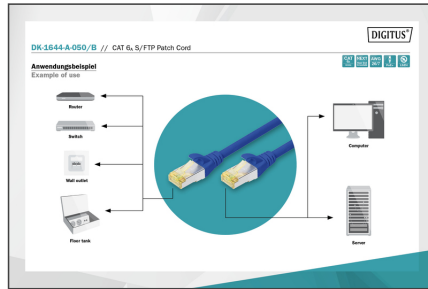 DIGITUS®
DK-1644-A-050/B // CAT 6A S/FTP Patch Cord
Anwendungsbeispiel
Example of use
Router
Switch
Wall outlet
Floor tank
Computer
Server